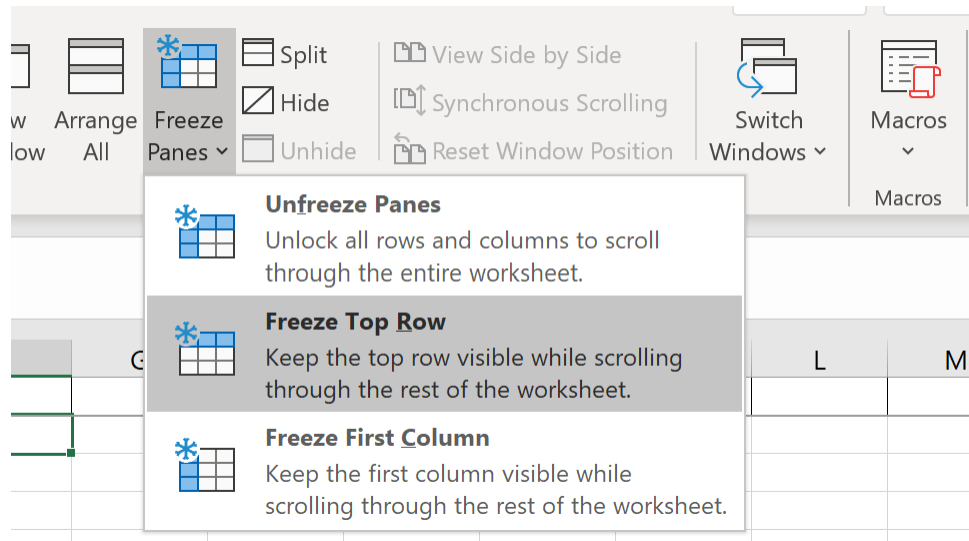 w
low
Arrange
All
Freeze
Panes
Split
Hide
Unhide
View Side by Side
Synchronous Scrolling
Reset Window Position
Switch
Windows
Macros
Macros
Unfreeze Panes
Unlock all rows and columns to scroll
through the entire worksheet.
Freeze Top Row
Keep the top row visible while scrolling
through the rest of the worksheet.
Freeze First Column
Keep the first column visible while
scrolling through the rest of the worksheet.
G
L
M